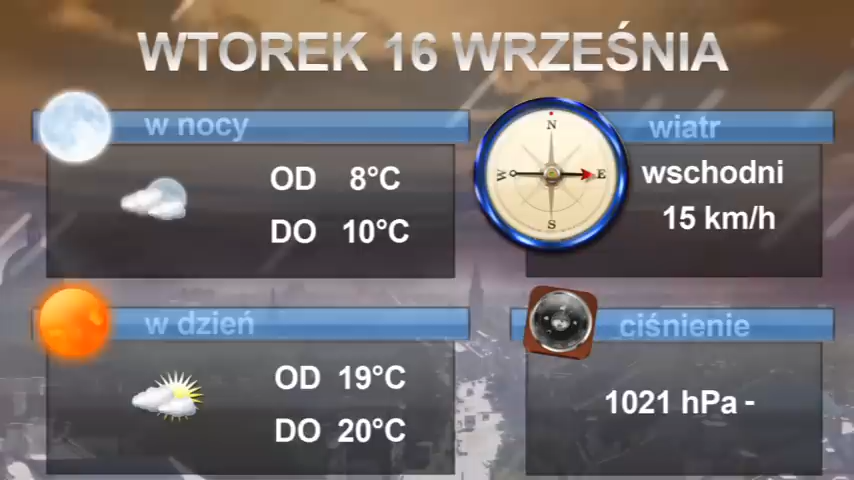 WTOREK 16 WRZEŚNIA
w nocy
OD 8°C
DO 10°C
wiatr
N
W E
S
wschodni
15 km/h
w dzień
OD 19°C
DO 20°C
ciśnienie
1021 hPa -